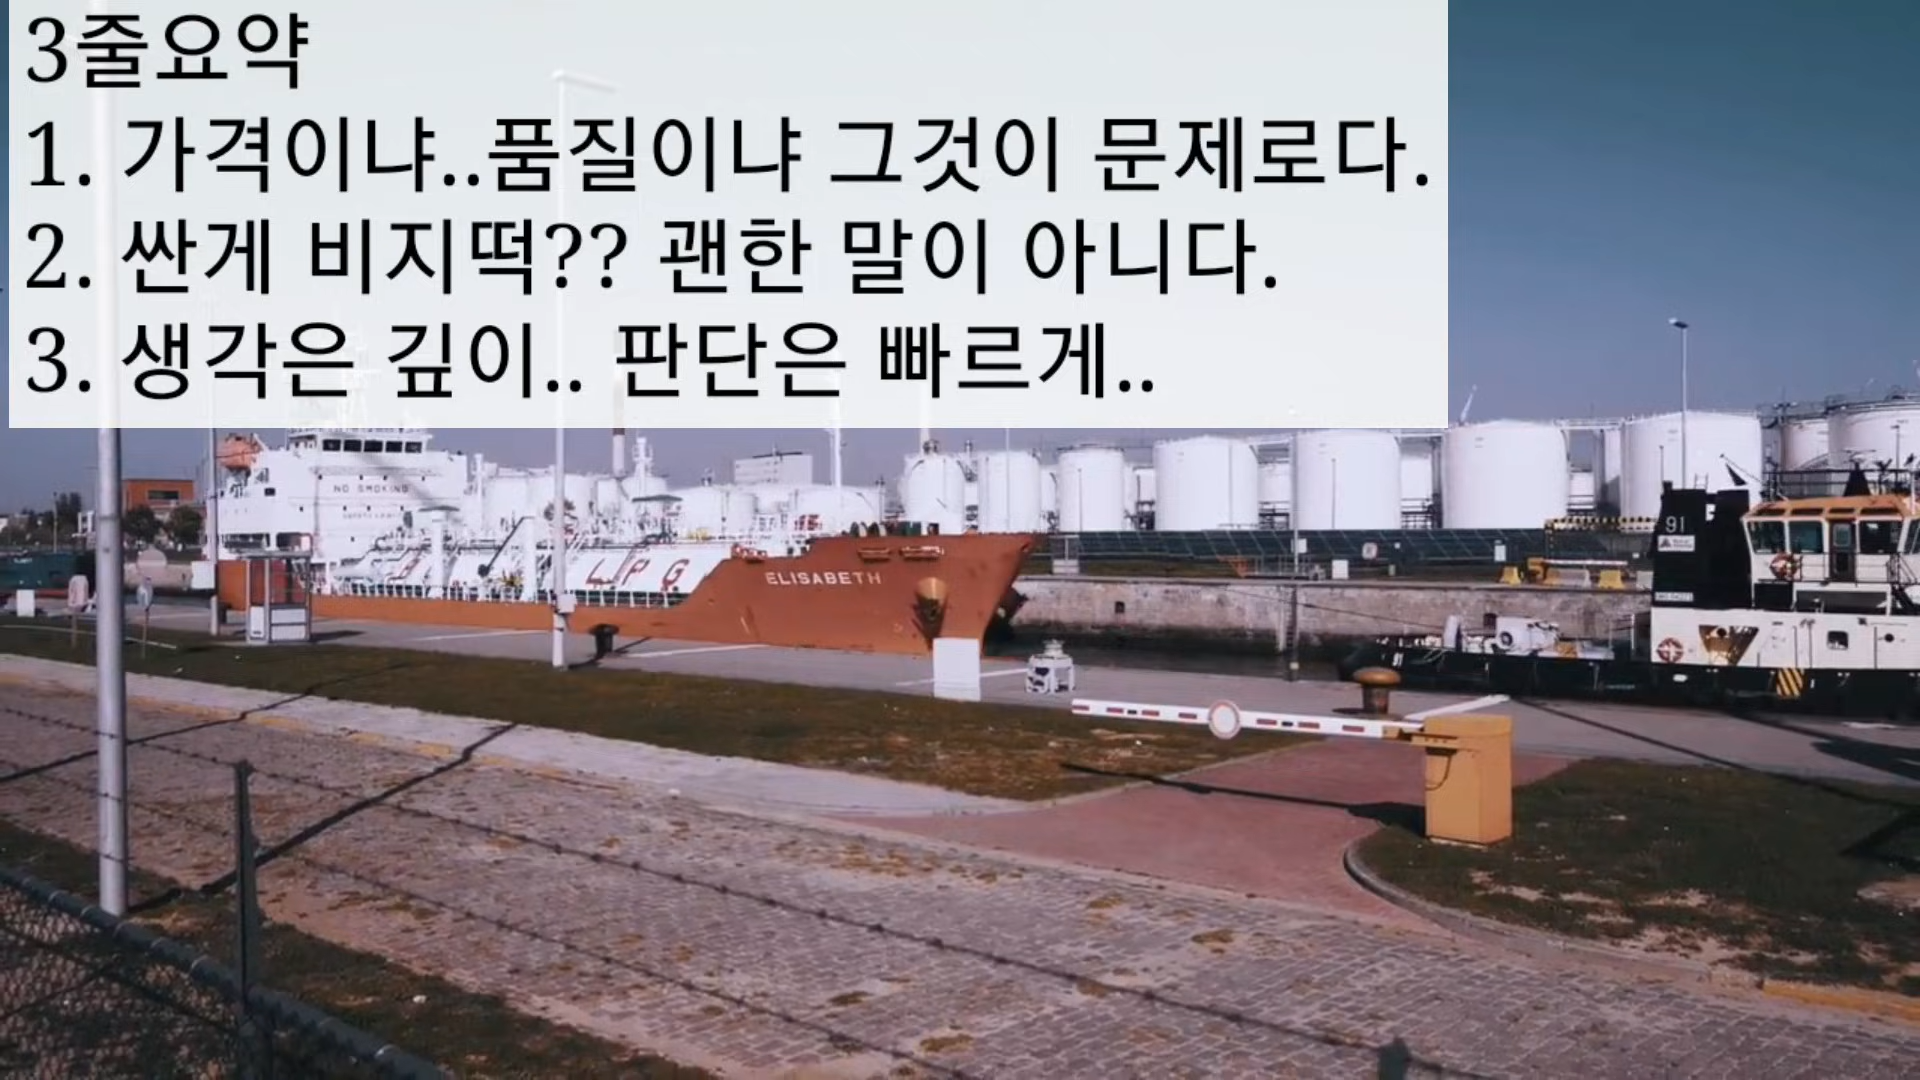 3줄요약
1. 가격이냐..품질이냐 그것이 문제로다.
2. 싼게 비지떡?? 괜한 말이 아니다.
3. 생각은 깊이.. 판단은 빠르게..
NO SMOKING
LPG
ELISABETH
91